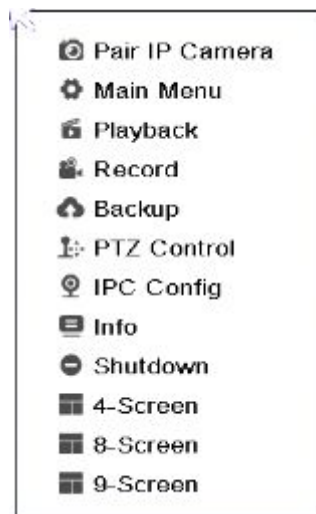 Pair IP Camera
Main Menu
Playback
Record
Backup
PTZ Control
IPC Config
Info
Shutdown
4-Screen
8-Screen
9-Screen